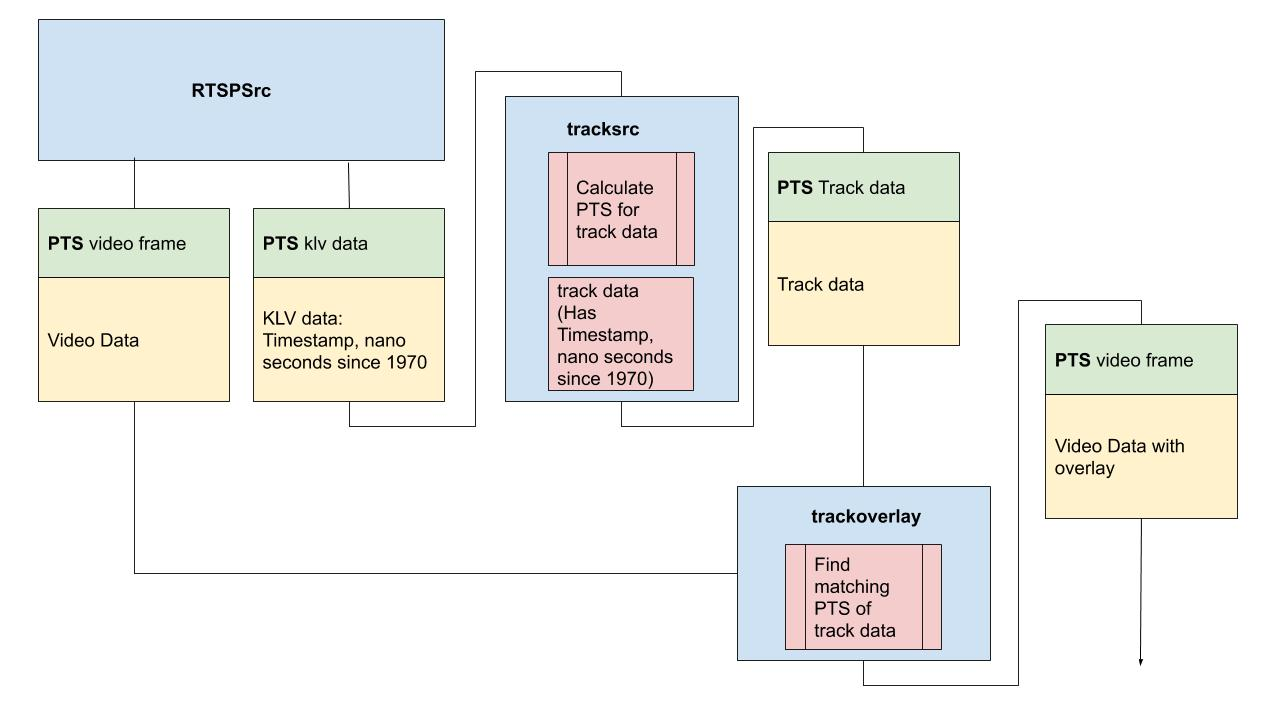 RTSPSrc
PTS video frame
Video Data
PTS klv data
KLV data:
Timestamp, nano
seconds since 1970
tracksrc
Calculate
PTS for
track data
track data
(Has
Timestamp,
nano seconds
since 1970)
PTS Track data
Track data
trackoverlay
Find
matching
PTS of
track data
PTS video frame
Video Data with
overlay